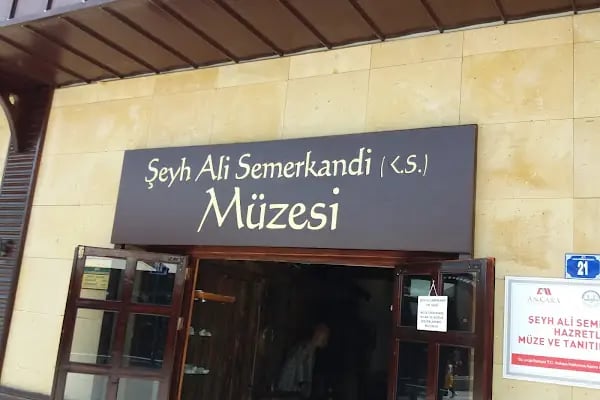 Şeyh Ali Semerkandi (K.S.)
Müzesi
21
ANKARA
ŞEYH ALİ SEM
HAZRETL
MÜZE VE TANITI